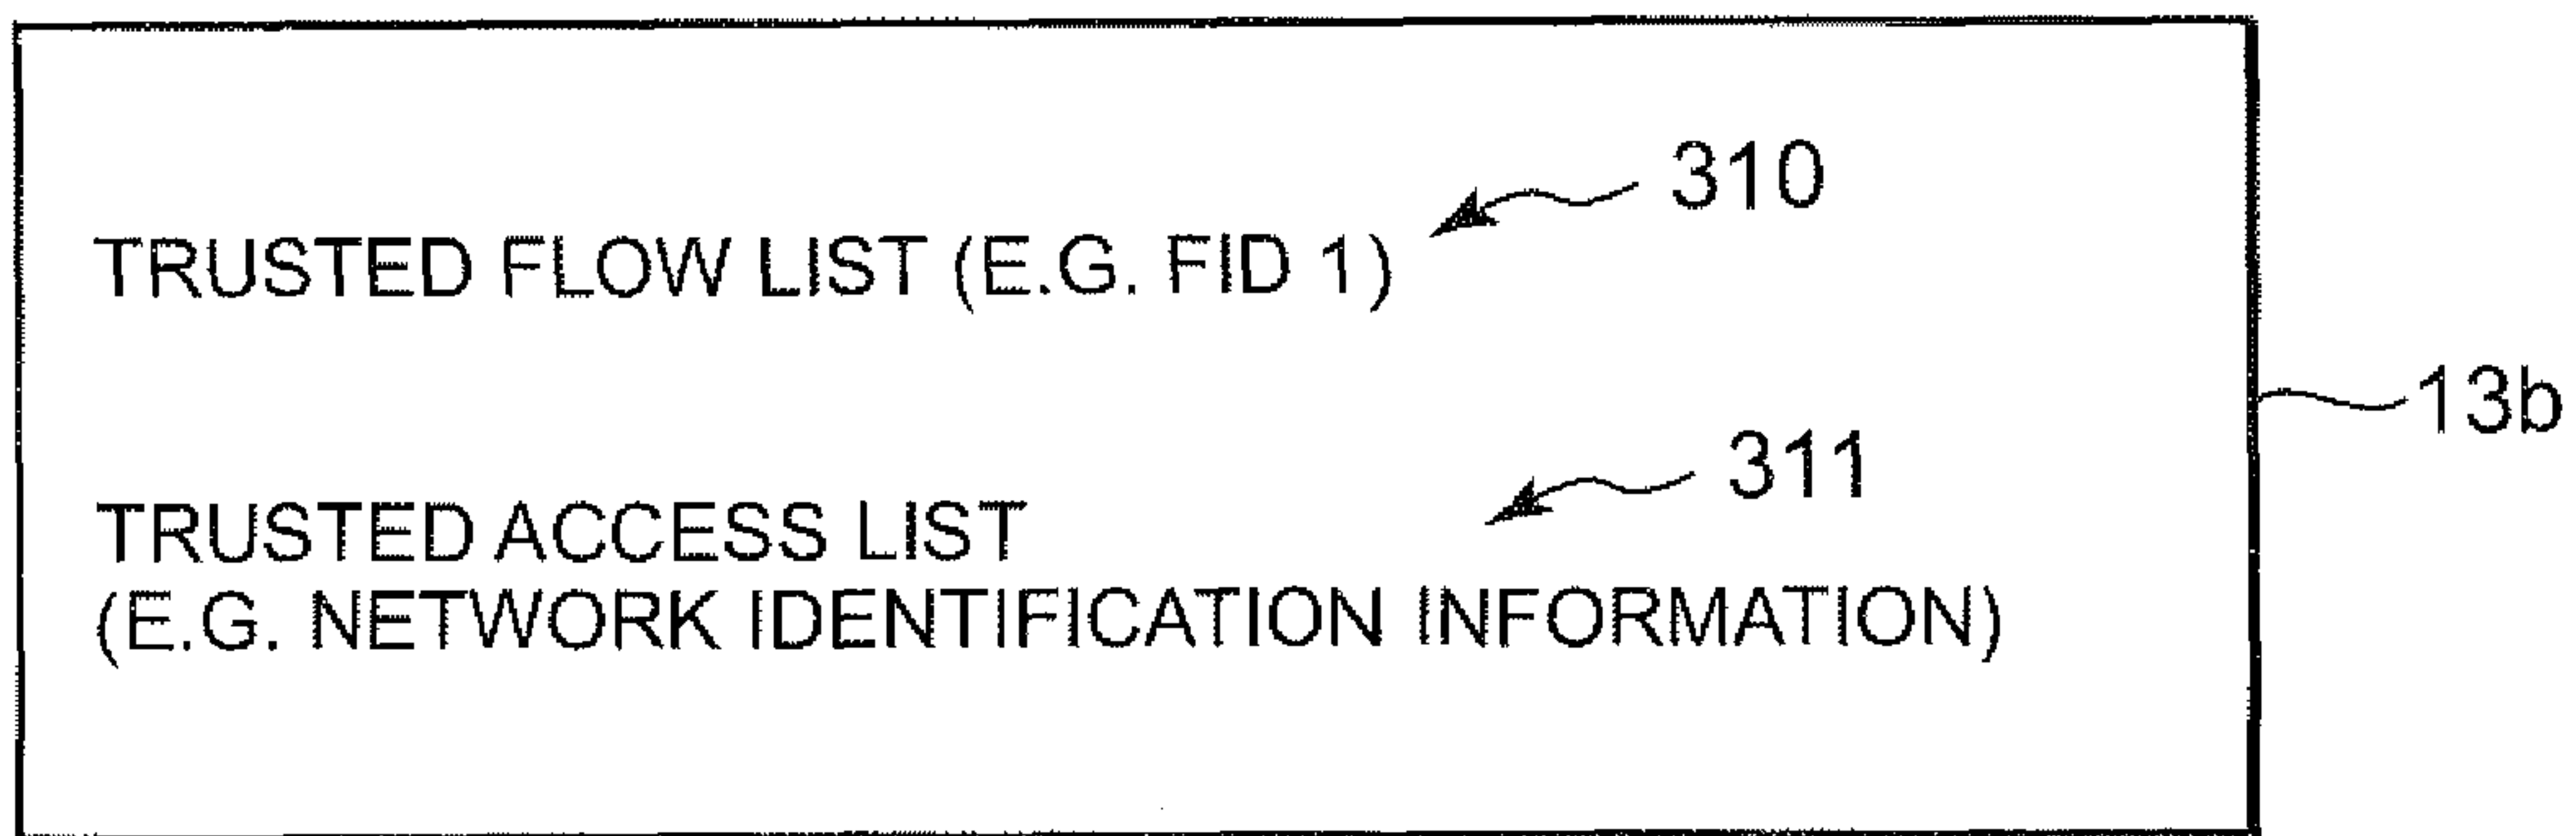 310
TRUSTED FLOW LIST (E.G. FID 1)
13b
311
TRUSTED ACCESS LIST
(E.G. NETWORK IDENTIFICATION INFORMATION)